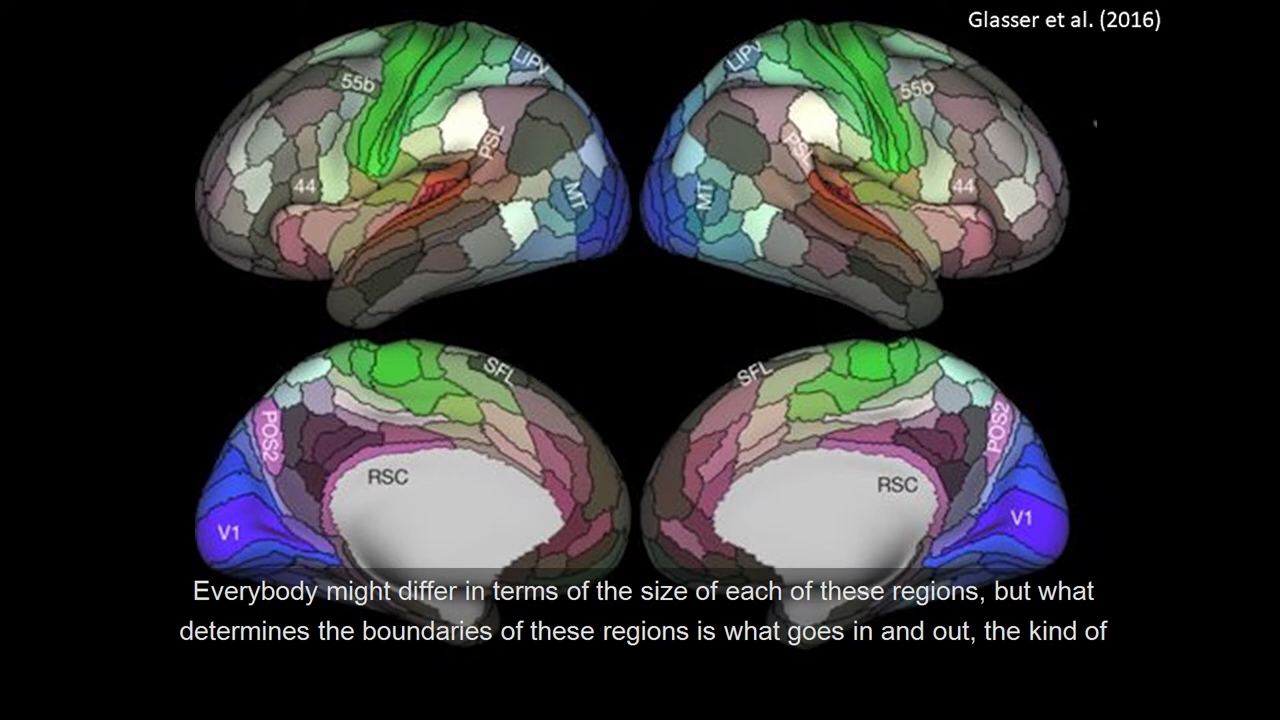 Glasser et al. (2016)
LIPv
LIPv
55b
55b
PSL
PSL
44
MT
MT
44
SFL
SFL
POS2
POS2
RSC
RSC
V1
V1
Everybody might differ in terms of the size of each of these regions, but what
determines the boundaries of these regions is what goes in and out, the kind of